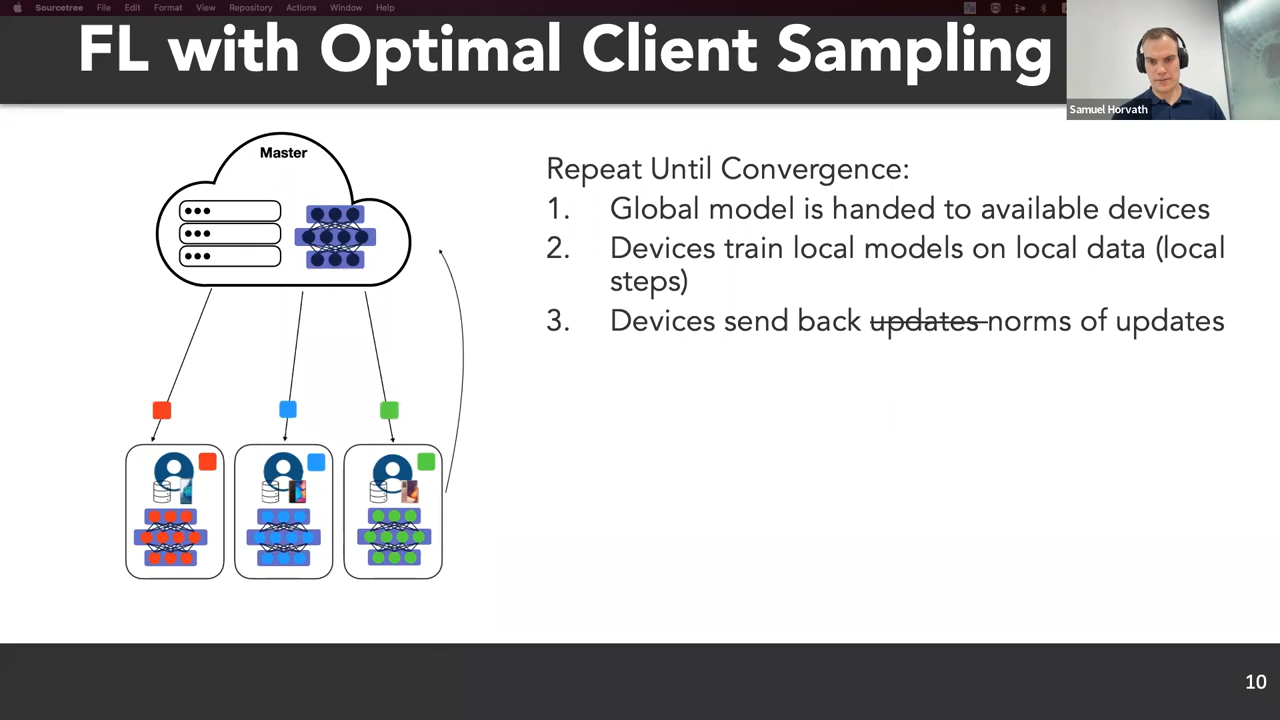 Sourcetree File Edit Format View Repository Actions Window Help
FL with Optimal Client Sampling
Samuel Horvath
Master
Repeat Until Convergence:
1. Global model is handed to available devices
2. Devices train local models on local data (local
steps)
3. Devices send back updates norms of updates
10